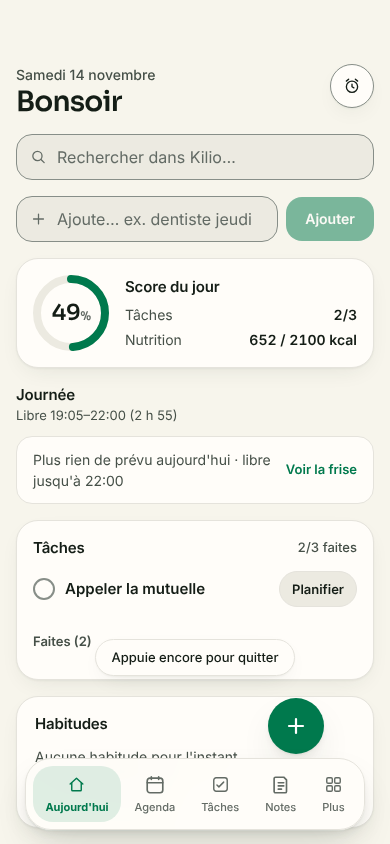 Samedi 14 novembre
Bonsoir
Rechercher dans Kilio...
Ajoute... ex. dentiste jeudi
Ajouter
49%
Score du jour
Tâches 2/3
Nutrition 652 / 2100 kcal
Journée
Libre 19:05–22:00 (2 h 55)
Plus rien de prévu aujourd'hui · libre
jusqu'à 22:00
Voir la frise
Tâches
2/3 faites
Appeler la mutuelle
Planifier
Faites (2)
Appuie encore pour quitter
Habitudes
Aucune habitude pour l'instant
Aujourd'hui
Agenda
Tâches
Notes
Plus